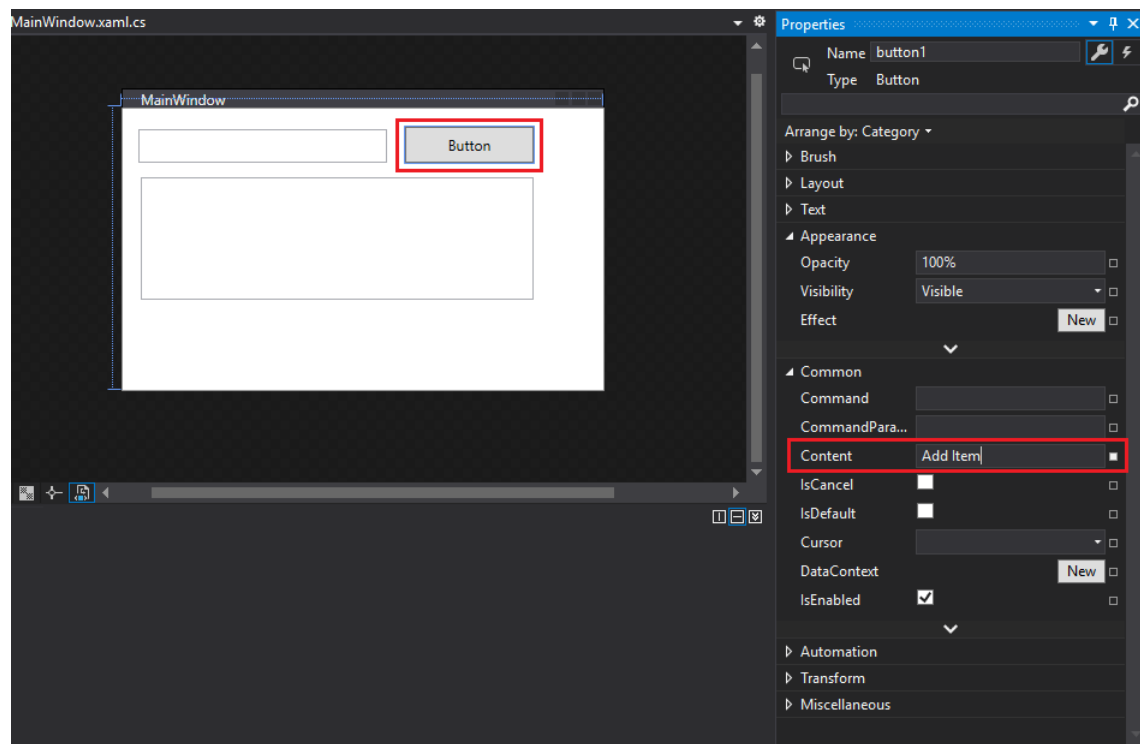 MainWindow.xaml.cs
MainWindow
Button
Properties
Name button1
Type Button
Arrange by: Category
Brush
Layout
Text
Appearance
Opacity 100%
Visibility Visible
Effect New
Common
Command
CommandPara...
Content Add Item
IsCancel
IsDefault
Cursor
DataContext New
IsEnabled
Automation
Transform
Miscellaneous